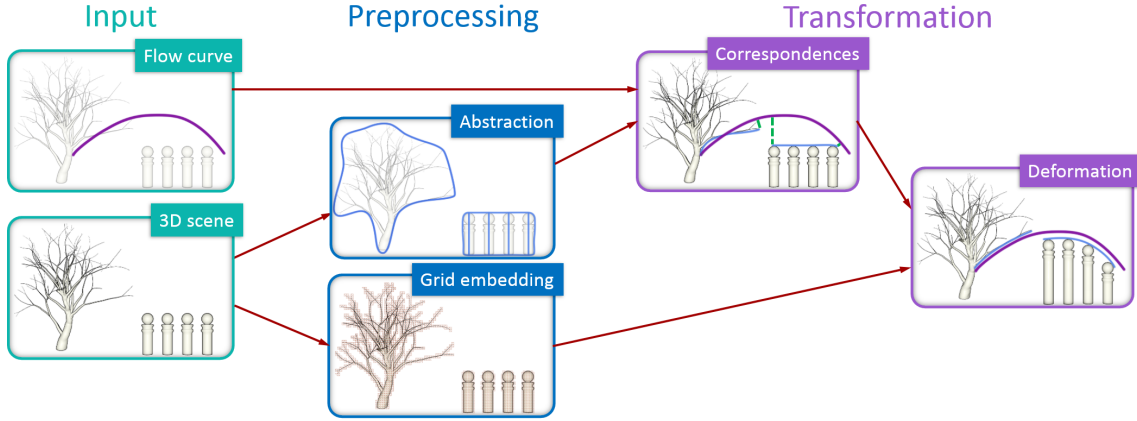 Input
Preprocessing
Transformation
Flow curve
Correspondences
Abstraction
Deformation
3D scene
Grid embedding